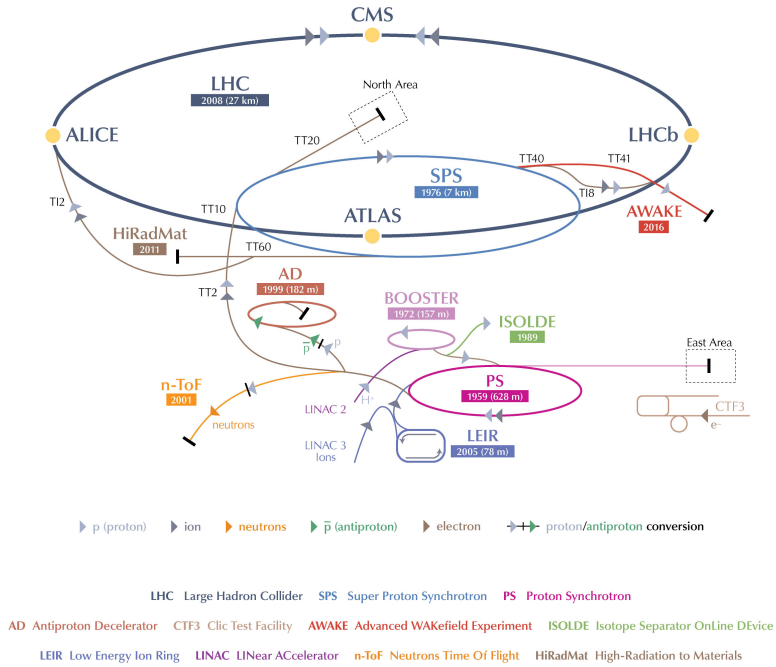 CMS
LHC
2008 (27 km)
North Area
ALICE
LHCb
TT20
TT40
TT41
SPS
1976 (7 km)
TI8
TI2
TT10
ATLAS
AWAKE
2016
HiRadMat
2011
TT60
AD
1999 (182 m)
TT2
BOOSTER
1972 (157 m)
ISOLDE
1989
p
p̅
East Area
n-ToF
2001
PS
1959 (628 m)
H⁺
LINAC 2
neutrons
CTF3
e⁻
LINAC 3
Ions
LEIR
2005 (78 m)
p (proton) ion neutrons p̅ (antiproton) electron proton/antiproton conversion
LHC Large Hadron Collider SPS Super Proton Synchrotron PS Proton Synchrotron
AD Antiproton Decelerator CTF3 Clic Test Facility AWAKE Advanced WAKefield Experiment ISOLDE Isotope Separator OnLine DEvice
LEIR Low Energy Ion Ring LINAC LINear ACcelerator n-ToF Neutrons Time Of Flight HiRadMat High-Radiation to Materials